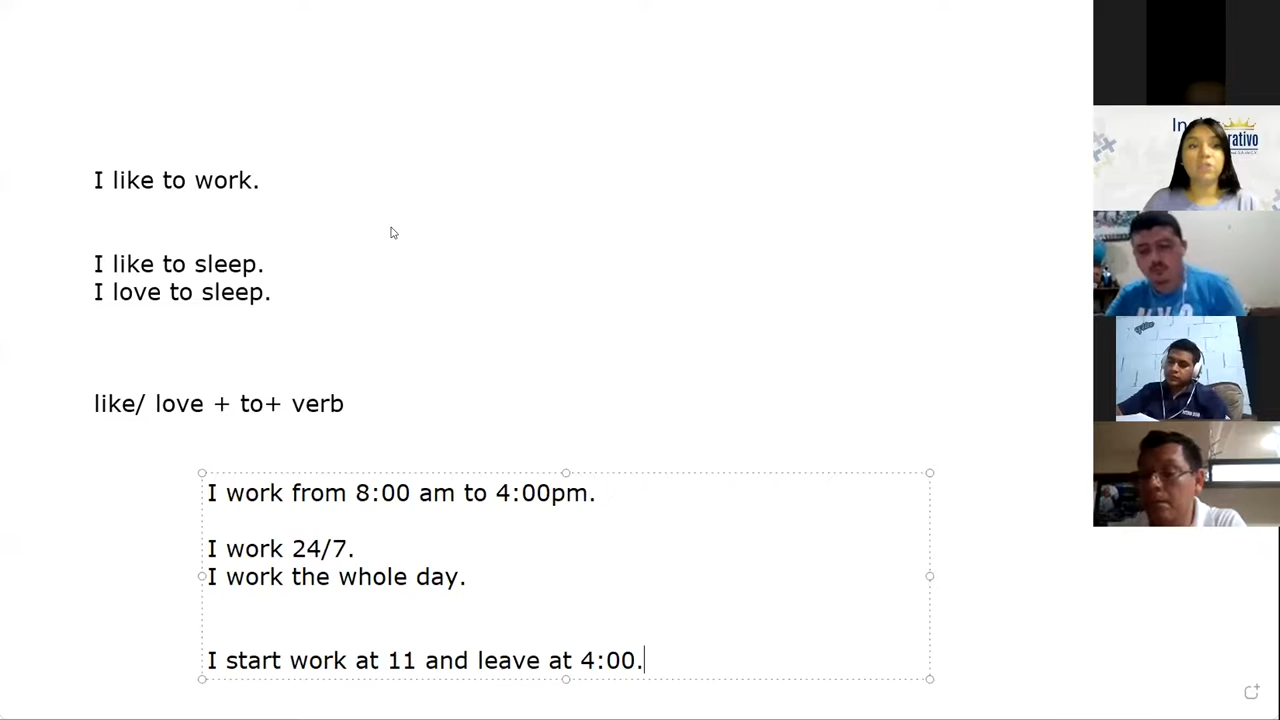 I like to work.
I like to sleep.
I love to sleep.
like/ love + to+ verb
I work from 8:00 am to 4:00pm.
I work 24/7.
I work the whole day.
I start work at 11 and leave at 4:00.